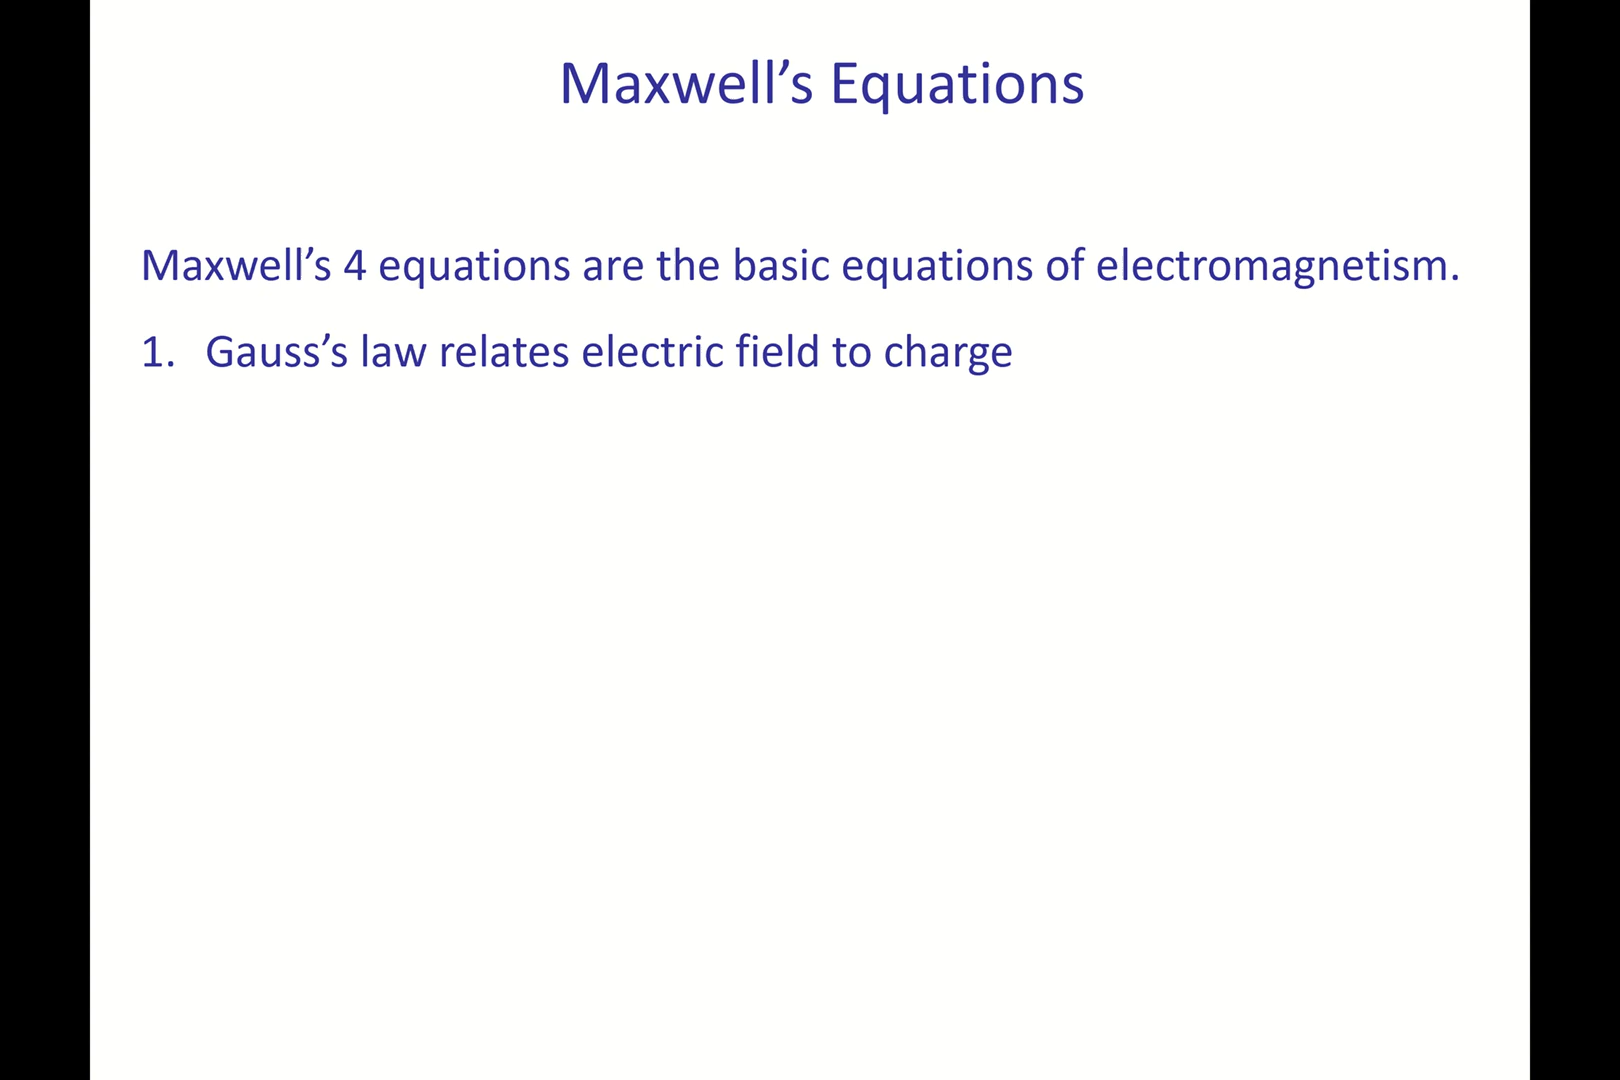 Maxwell’s Equations
Maxwell’s 4 equations are the basic equations of electromagnetism.
1. Gauss’s law relates electric field to charge